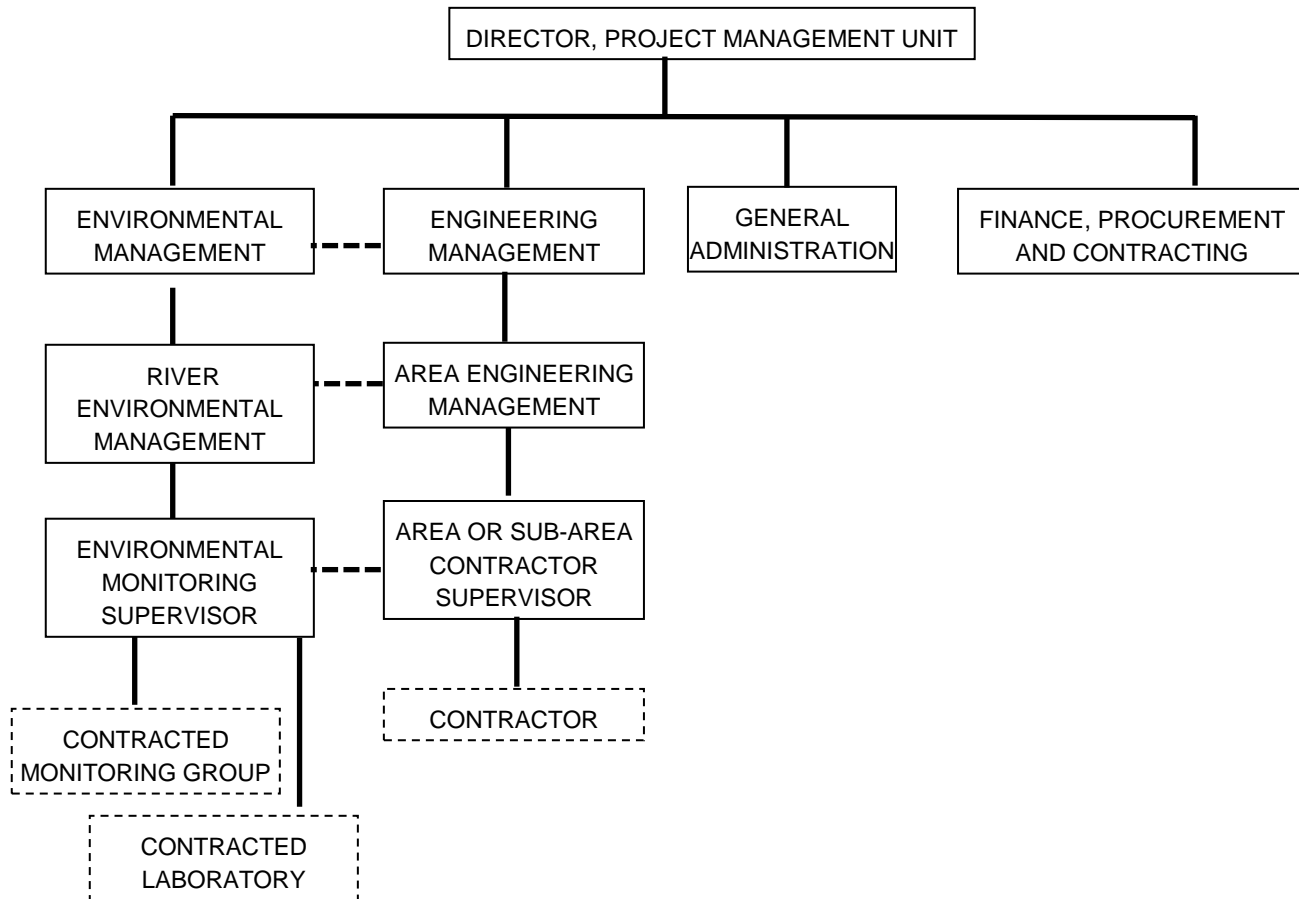 DIRECTOR, PROJECT MANAGEMENT UNIT
ENVIRONMENTAL
MANAGEMENT
ENGINEERING
MANAGEMENT
GENERAL
ADMINISTRATION
FINANCE, PROCUREMENT
AND CONTRACTING
RIVER
ENVIRONMENTAL
MANAGEMENT
AREA ENGINEERING
MANAGEMENT
ENVIRONMENTAL
MONITORING
SUPERVISOR
AREA OR SUB-AREA
CONTRACTOR
SUPERVISOR
CONTRACTED
MONITORING GROUP
CONTRACTOR
CONTRACTED
LABORATORY